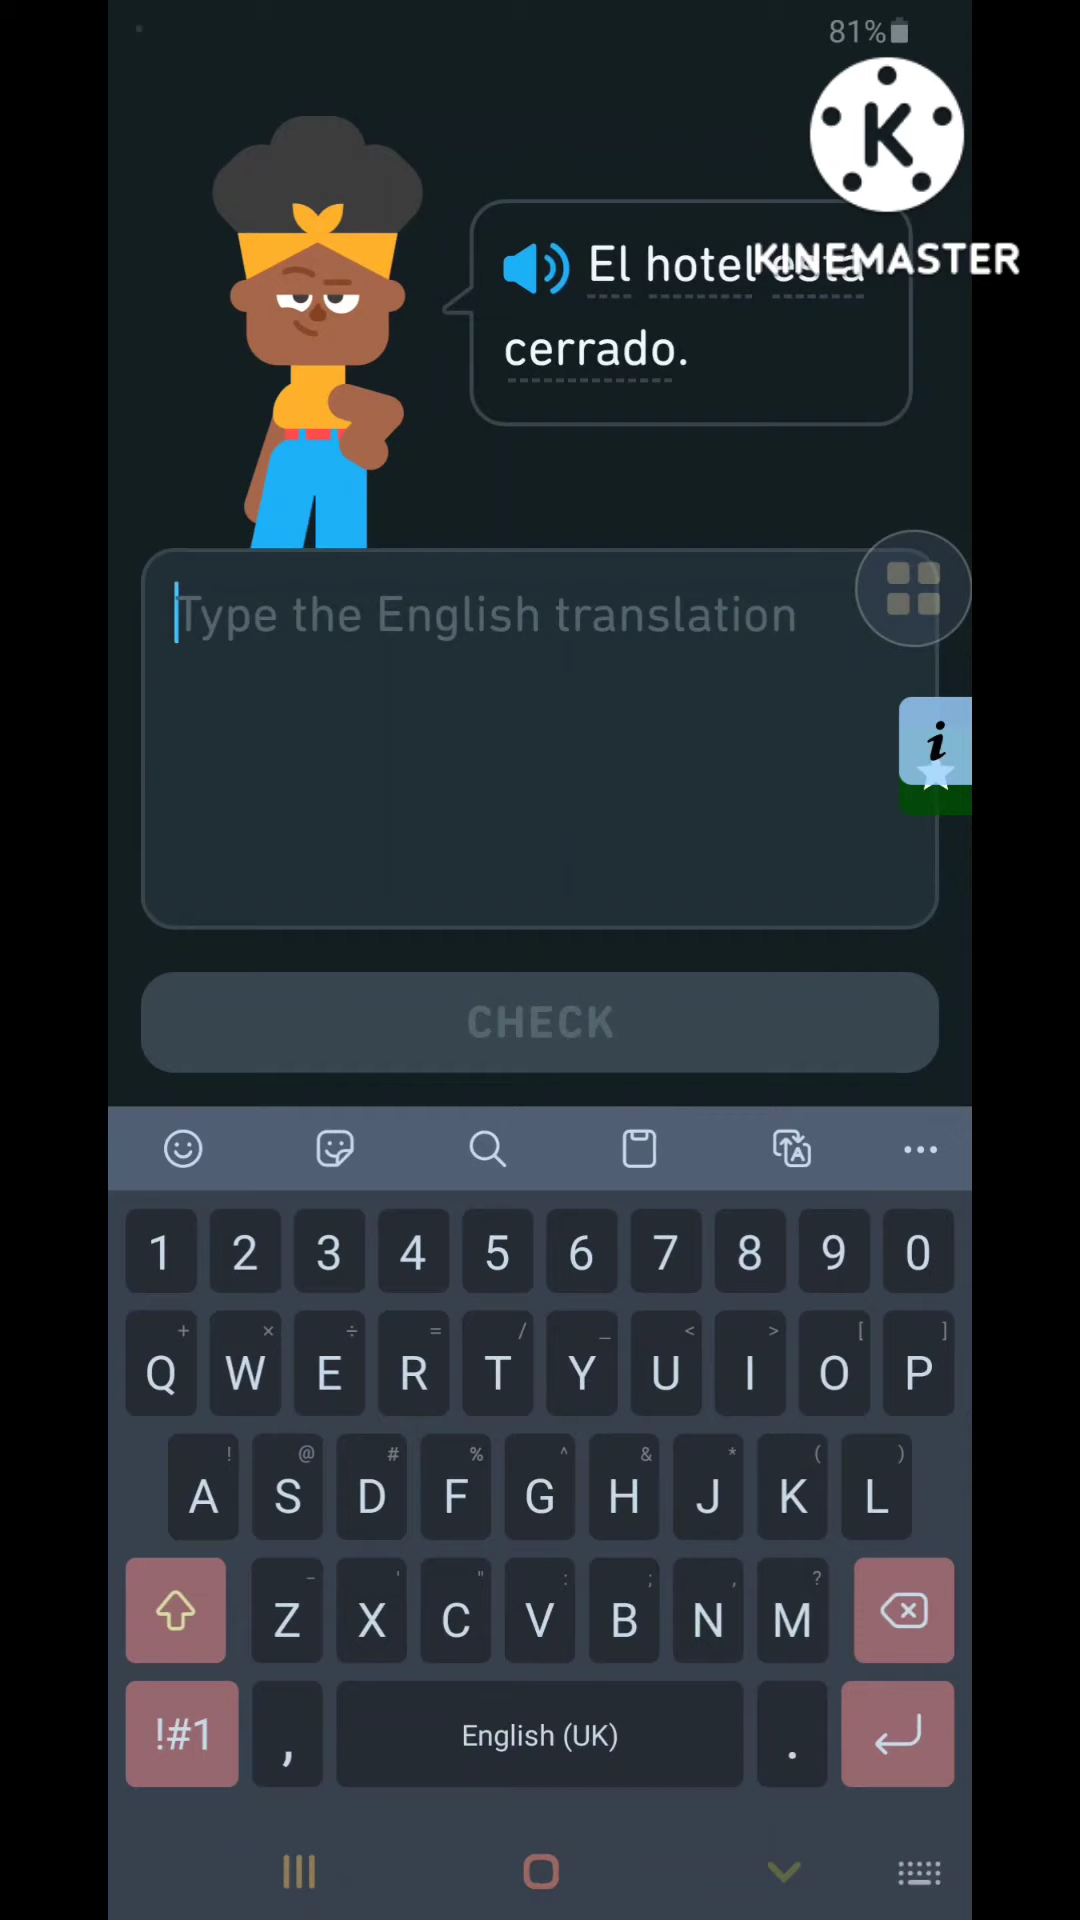 81%
K
KINEMASTER
El hotel está
cerrado.
Type the English translation
i
CHECK
1 2 3 4 5 6 7 8 9 0
+ × ÷ = / _ < > [ ]
Q W E R T Y U I O P
! @ # % ^ & * ( )
A S D F G H J K L
- ' " : ; , ?
Z X C V B N M
!#1 , English (UK) .